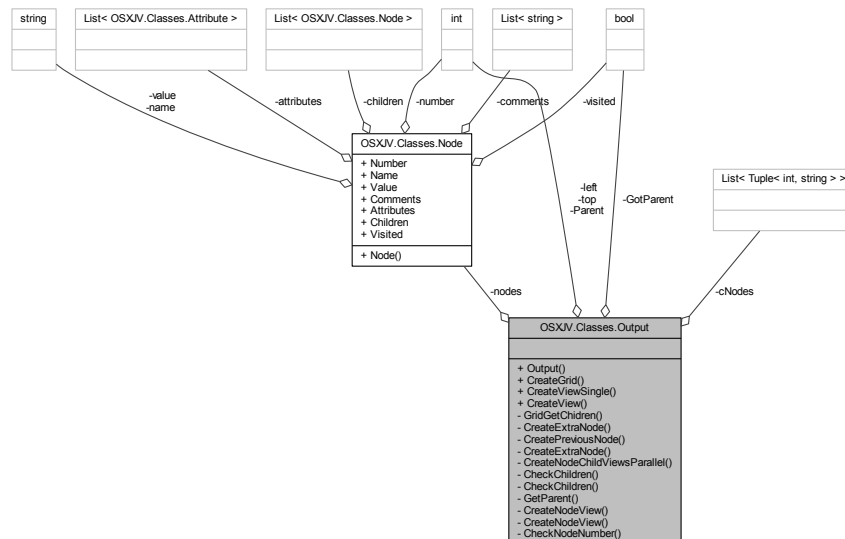 string
List< OSXJV.Classes.Attribute >
List< OSXJV.Classes.Node >
int
List< string >
bool
-value
-name
-attributes
-children
-number
-comments
-visited
OSXJV.Classes.Node
+ Number
+ Name
+ Value
+ Comments
+ Attributes
+ Children
+ Visited
+ Node()
-left
-top
-Parent
-GotParent
List< Tuple< int, string > >
-nodes
-cNodes
OSXJV.Classes.Output
+ Output()
+ CreateGrid()
+ CreateViewSingle()
+ CreateView()
- GridGetChidren()
- CreateExtraNode()
- CreatePreviousNode()
- CreateExtraNode()
- CreateNodeChildViewsParallel()
- CheckChildren()
- CheckChildren()
- GetParent()
- CreateNodeView()
- CreateNodeView()
- CheckNodeNumber()